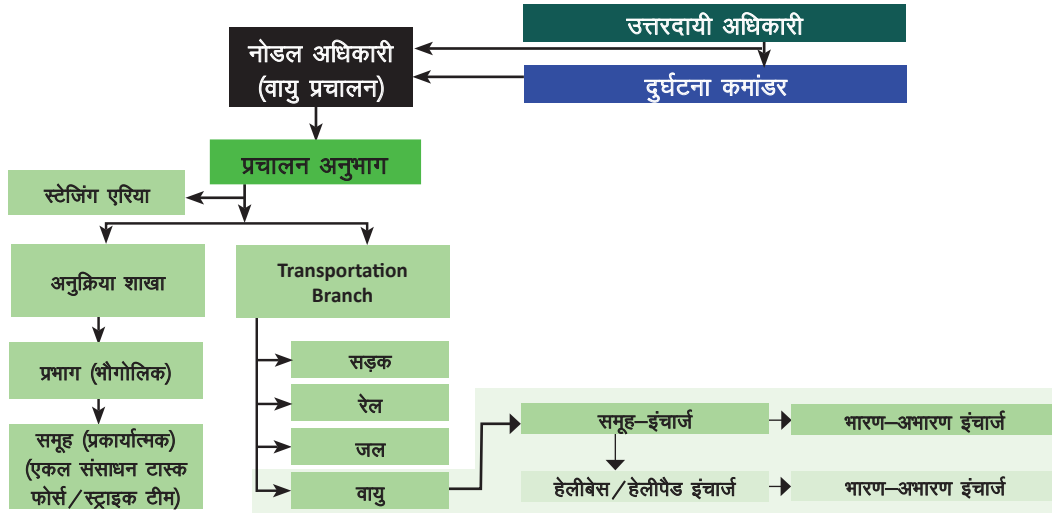 उत्तरदायी अधिकारी
नोडल अधिकारी
(वायु प्रचालन)
दुर्घटना कमांडर
प्रचालन अनुभाग
स्टेजिंग एरिया
अनुक्रिया शाखा
Transportation
Branch
प्रभाग (भौगोलिक)
समूह (प्रकार्यात्मक)
(एकल संसाधन टास्क
फोर्स/स्ट्राइक टीम)
सड़क
रेल
जल
वायु
समूह–इंचार्ज
भारण–अभारण इंचार्ज
हेलीबेस/हेलीपैड इंचार्ज
भारण–अभारण इंचार्ज